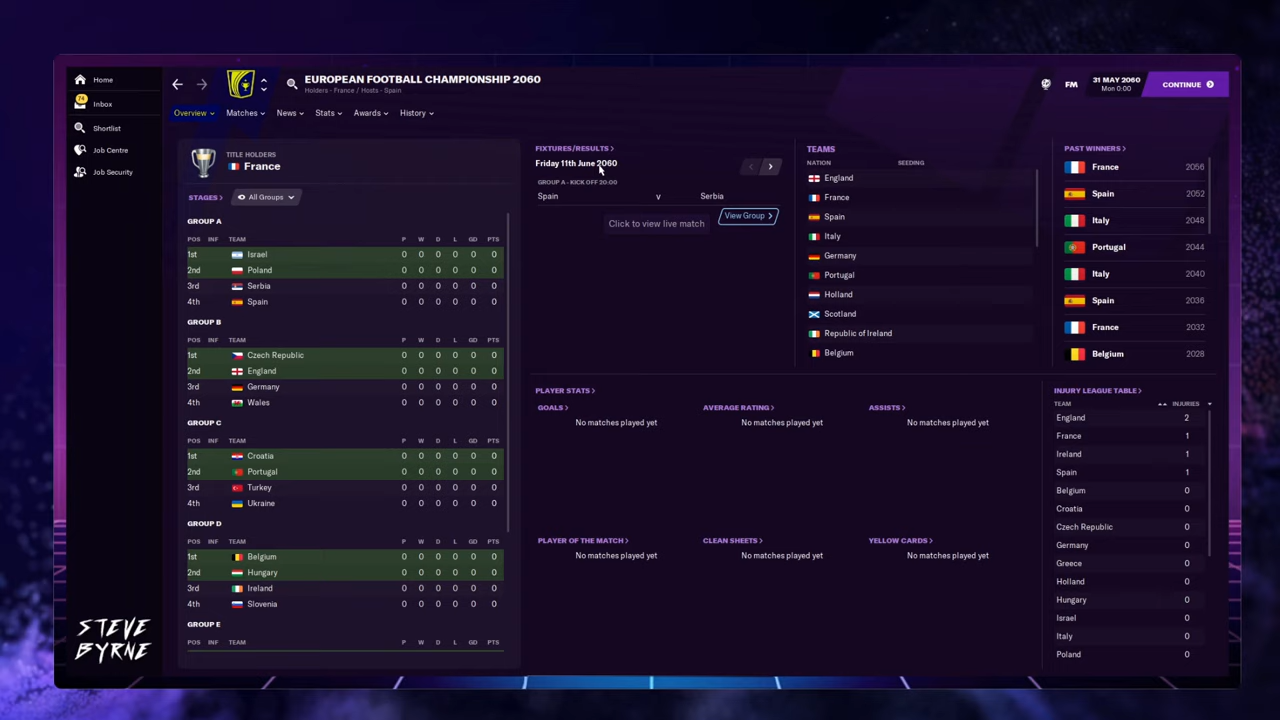 Home
Inbox
74
Shortlist
Job Centre
Job Security
EUROPEAN FOOTBALL CHAMPIONSHIP 2060
Holders - France / Hosts - Spain
FM
31 MAY 2060
Mon 0:00
CONTINUE
Overview
Matches
News
Stats
Awards
History
TITLE HOLDERS
France
STAGES
All Groups
GROUP A
POS INF TEAM P W D L GD PTS
1st Israel 0 0 0 0 0 0
2nd Poland 0 0 0 0 0 0
3rd Serbia 0 0 0 0 0 0
4th Spain 0 0 0 0 0 0
GROUP B
POS INF TEAM P W D L GD PTS
1st Czech Republic 0 0 0 0 0 0
2nd England 0 0 0 0 0 0
3rd Germany 0 0 0 0 0 0
4th Wales 0 0 0 0 0 0
GROUP C
POS INF TEAM P W D L GD PTS
1st Croatia 0 0 0 0 0 0
2nd Portugal 0 0 0 0 0 0
3rd Turkey 0 0 0 0 0 0
4th Ukraine 0 0 0 0 0 0
GROUP D
POS INF TEAM P W D L GD PTS
1st Belgium 0 0 0 0 0 0
2nd Hungary 0 0 0 0 0 0
3rd Ireland 0 0 0 0 0 0
4th Slovenia 0 0 0 0 0 0
GROUP E
POS INF TEAM P W D L GD PTS
FIXTURES/RESULTS
Friday 11th June 2060
GROUP A - KICK OFF 20:00
Spain v Serbia
View Group
Click to view live match
TEAMS
NATION SEEDING
England
France
Spain
Italy
Germany
Portugal
Holland
Scotland
Republic of Ireland
Belgium
PAST WINNERS
France 2056
Spain 2052
Italy 2048
Portugal 2044
Italy 2040
Spain 2036
France 2032
Belgium 2028
PLAYER STATS
GOALS
No matches played yet
AVERAGE RATING
No matches played yet
ASSISTS
No matches played yet
PLAYER OF THE MATCH
No matches played yet
CLEAN SHEETS
No matches played yet
YELLOW CARDS
No matches played yet
INJURY LEAGUE TABLE
TEAM INJURIES
England 2
France 1
Ireland 1
Spain 1
Belgium 0
Croatia 0
Czech Republic 0
Germany 0
Greece 0
Holland 0
Hungary 0
Israel 0
Italy 0
Poland 0
STEVE
BYRNE